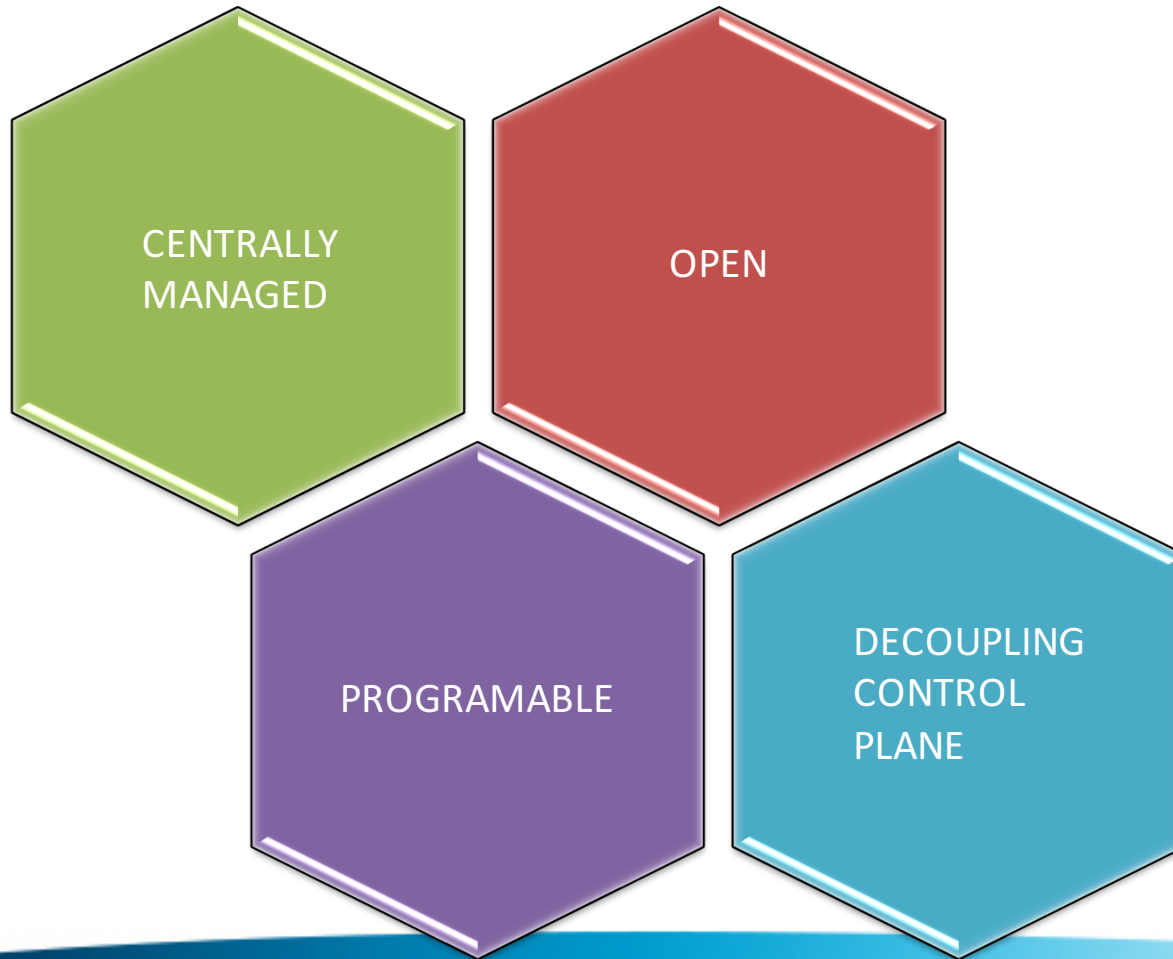 CENTRALLY
MANAGED
OPEN
PROGRAMABLE
DECOUPLING
CONTROL
PLANE